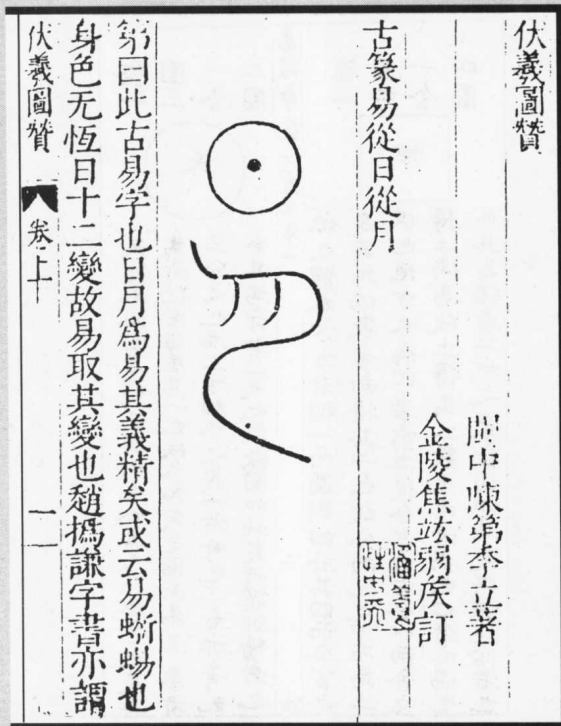 伏羲圖贊
閩中陳第季立著
金陵焦竑弱侯訂
古篆易從日從月
第曰此古易字也日月爲易其義精矣或云易蜥蜴也
身色无恆日十二變故易取其變也趙撝謙字書亦謂
伏羲圖贊
卷上
一